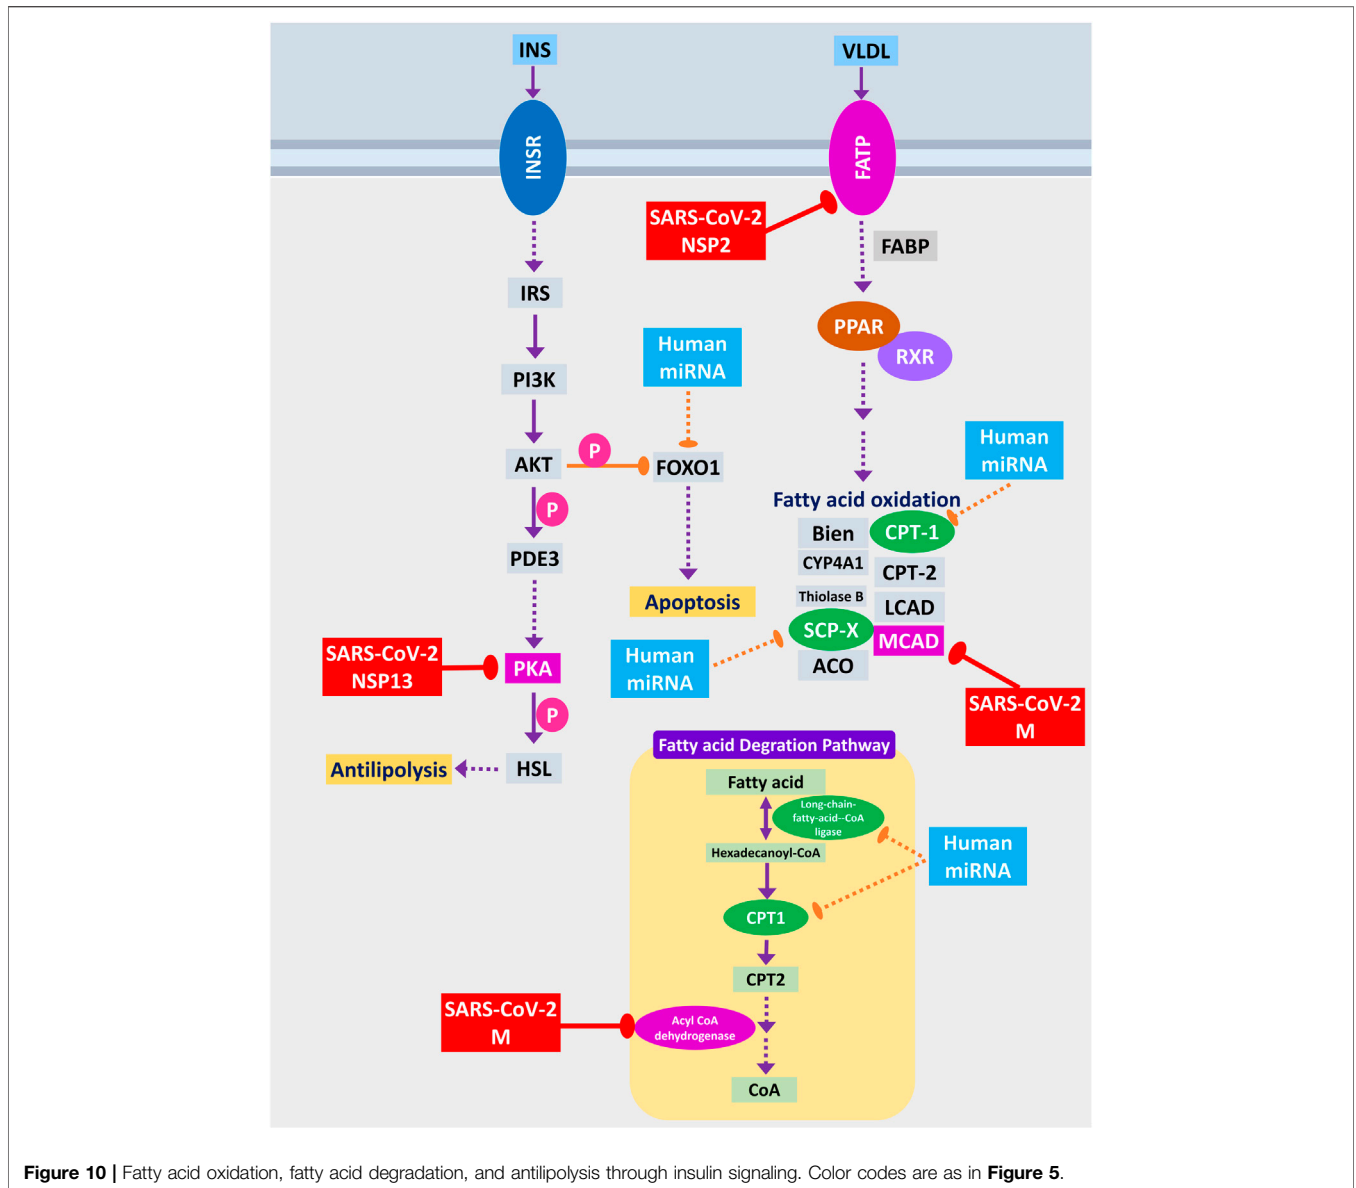 INS
VLDL
INSR
FATP
SARS-CoV-2
NSP2
FABP
IRS
PPAR
RXR
Human
miRNA
PI3K
AKT
P
FOXO1
Human
miRNA
P
PDE3
Fatty acid oxidation
Bien
CPT-1
CYP4A1
CPT-2
Thiolase B
LCAD
SCP-X
MCAD
ACO
Apoptosis
Human
miRNA
SARS-CoV-2
NSP13
PKA
SARS-CoV-2
M
P
Antilipolysis
HSL
Fatty acid Degration Pathway
Fatty acid
Long-chain-
fatty-acid--CoA
ligase
Hexadecanoyl-CoA
Human
miRNA
CPT1
CPT2
SARS-CoV-2
M
Acyl CoA
dehydrogenase
CoA
Figure 10 | Fatty acid oxidation, fatty acid degradation, and antilipolysis through insulin signaling. Color codes are as in Figure 5.